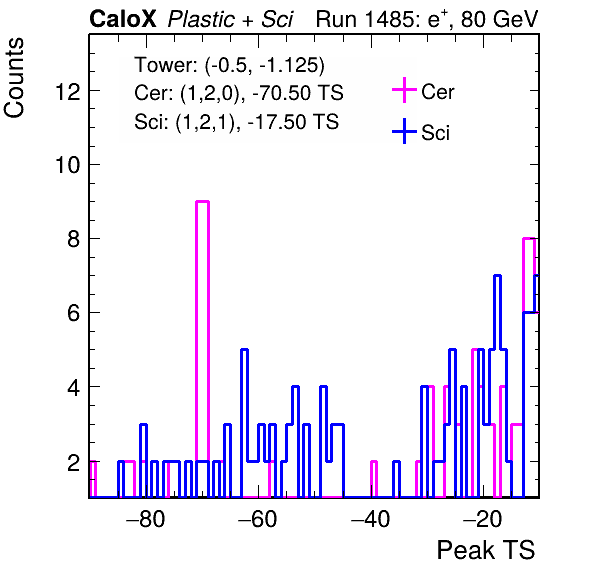 CaloX Plastic + Sci Run 1485: e+, 80 GeV
Counts
Tower: (-0.5, -1.125)
Cer: (1,2,0), -70.50 TS
Sci: (1,2,1), -17.50 TS
Cer
Sci
12
10
8
6
4
2
−80 −60 −40 −20
Peak TS